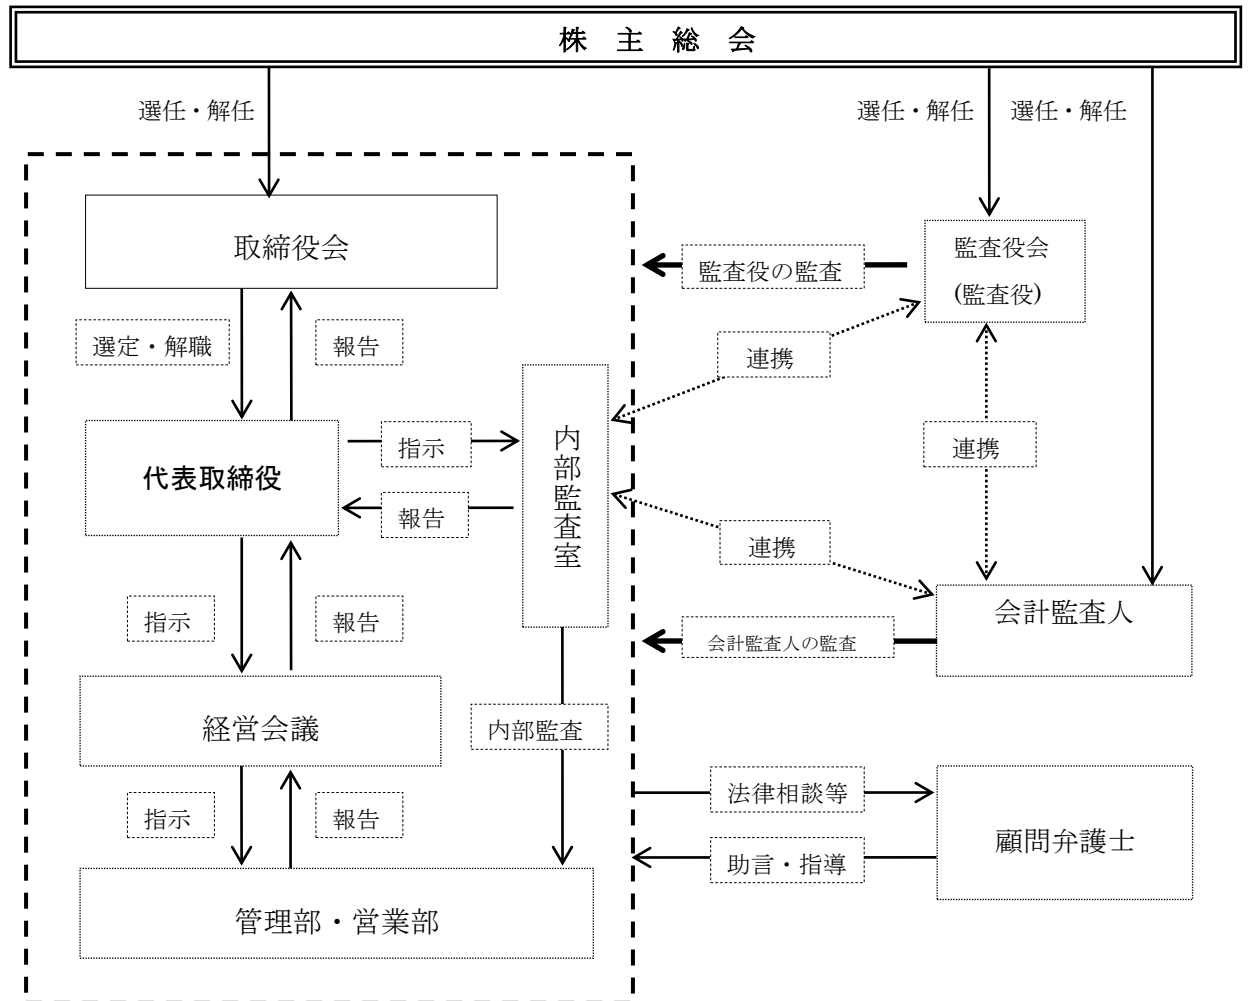 株 主 総 会
選任・解任
選任・解任
選任・解任
取締役会
監査役会
(監査役)
監査役の監査
選定・解職
報告
連携
内部監査室
代表取締役
指示
報告
連携
連携
指示
報告
会計監査人
会計監査人の監査
経営会議
内部監査
指示
報告
法律相談等
助言・指導
顧問弁護士
管理部・営業部